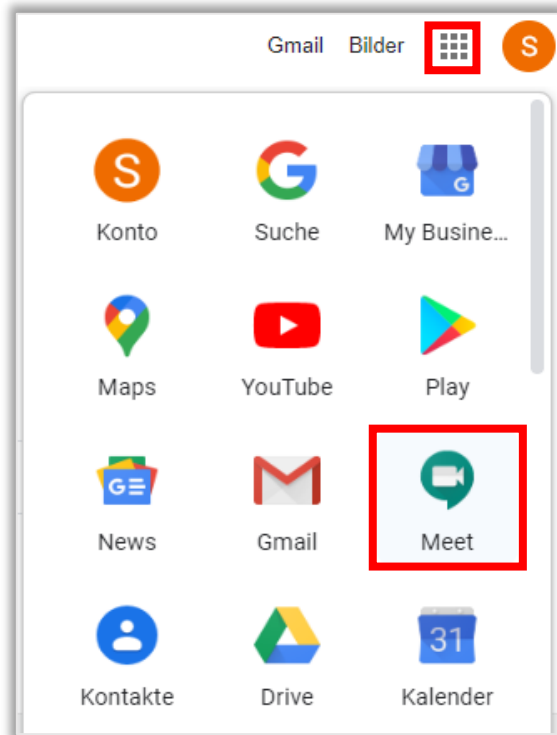 Gmail Bilder S
S
Konto Suche G My Busine...
Maps YouTube Play
GE
News Gmail Meet
31
Kontakte Drive Kalender